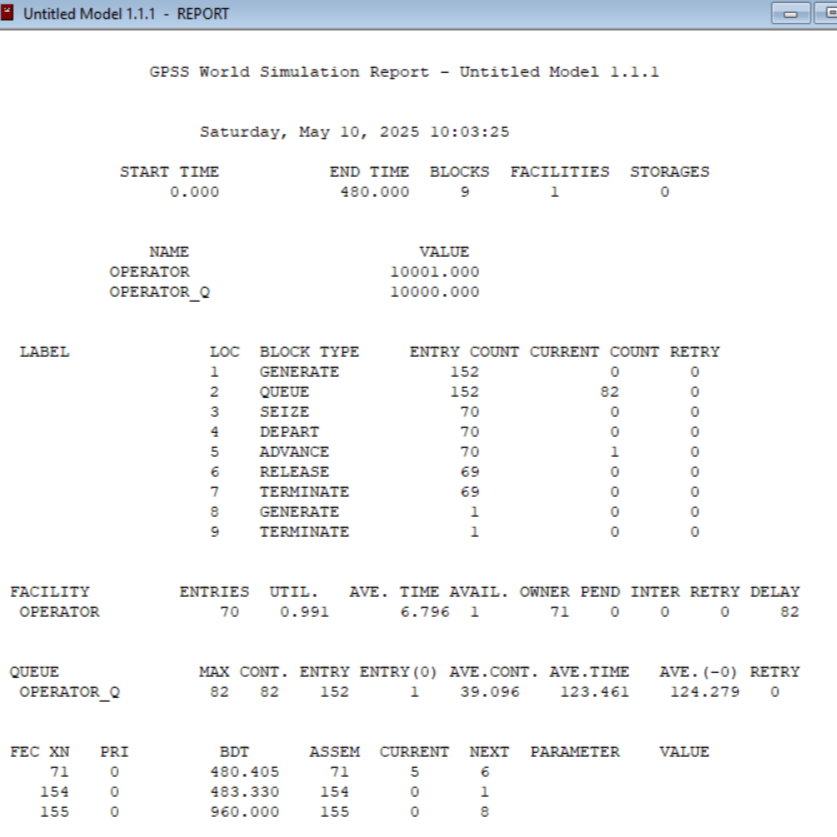 Untitled Model 1.1.1 - REPORT
GPSS World Simulation Report - Untitled Model 1.1.1
Saturday, May 10, 2025 10:03:25
START TIME END TIME BLOCKS FACILITIES STORAGES
0.000 480.000 9 1 0
NAME VALUE
OPERATOR 10001.000
OPERATOR_Q 10000.000
LABEL LOC BLOCK TYPE ENTRY COUNT CURRENT COUNT RETRY
1 GENERATE 152 0 0
2 QUEUE 152 82 0
3 SEIZE 70 0 0
4 DEPART 70 0 0
5 ADVANCE 70 1 0
6 RELEASE 69 0 0
7 TERMINATE 69 0 0
8 GENERATE 1 0 0
9 TERMINATE 1 0 0
FACILITY ENTRIES UTIL. AVE. TIME AVAIL. OWNER PEND INTER RETRY DELAY
OPERATOR 70 0.991 6.796 1 71 0 0 0 82
QUEUE MAX CONT. ENTRY ENTRY(0) AVE.CONT. AVE.TIME AVE.(-0) RETRY
OPERATOR_Q 82 82 152 1 39.096 123.461 124.279 0
FEC XN PRI BDT ASSEM CURRENT NEXT PARAMETER VALUE
71 0 480.405 71 5 6
154 0 483.330 154 0 1
155 0 960.000 155 0 8